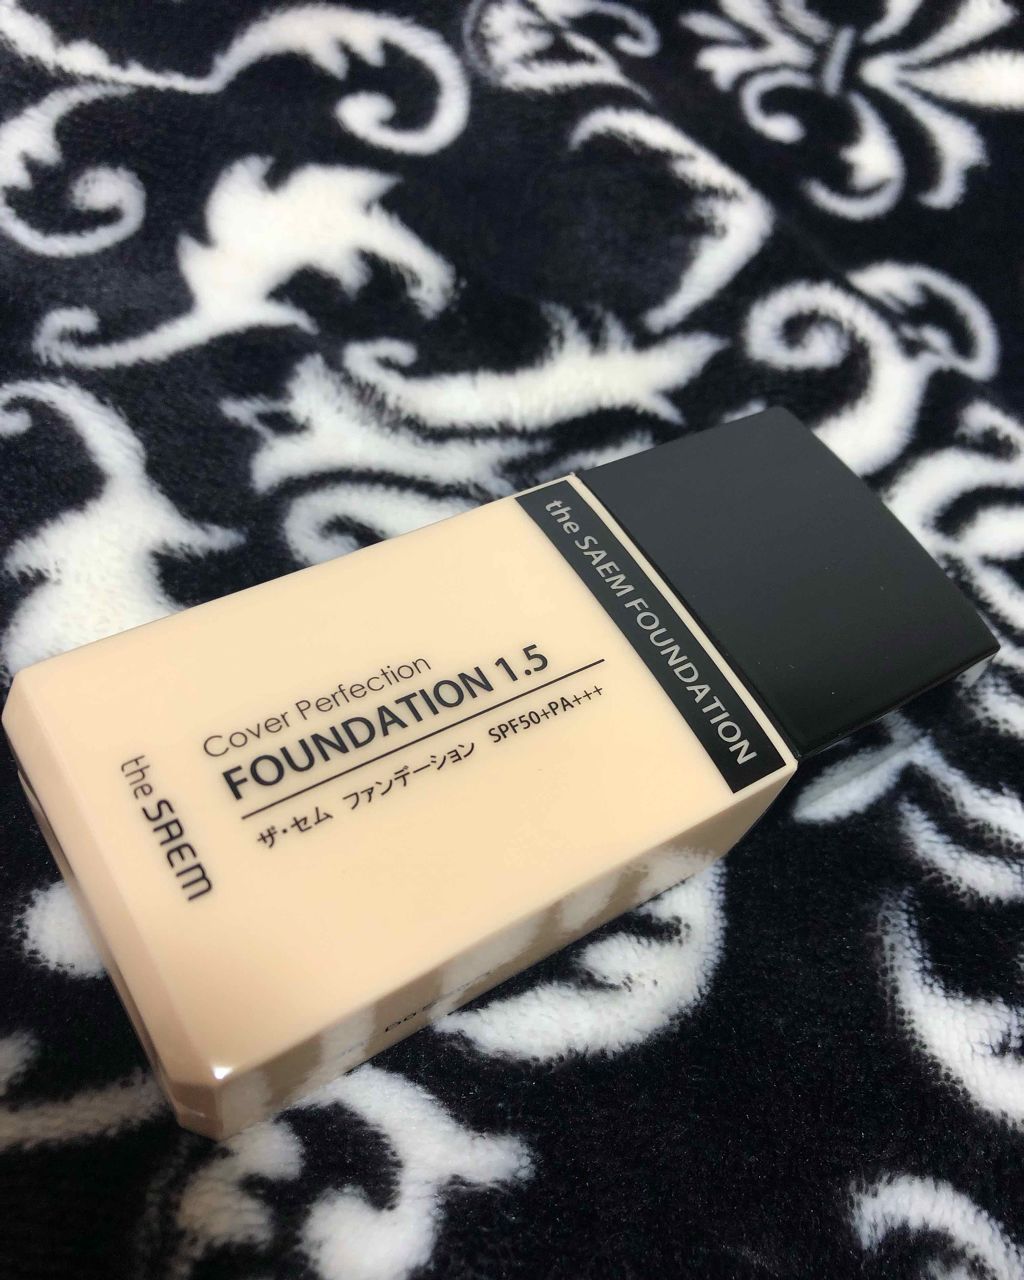 the SAEM FOUNDATION
Cover Perfection
FOUNDATION 1.5
ザ・セム ファンデーション SPF50+PA+++
the SAEM